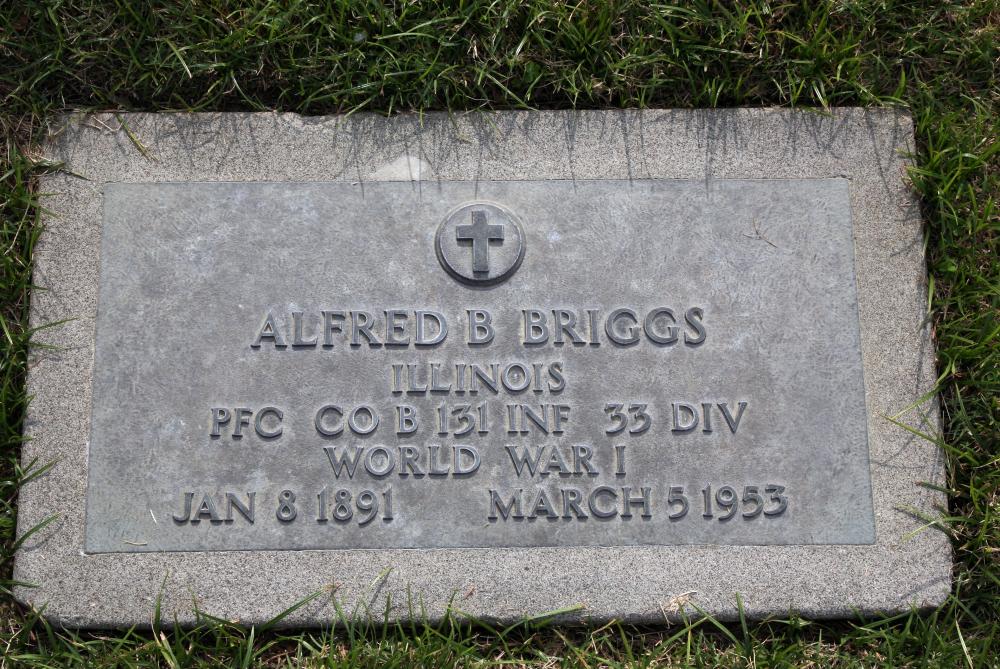 ALFRED B BRIGGS
ILLINOIS
PFC CO B 131 INF 33 DIV
WORLD WAR I
JAN 8 1891 MARCH 5 1953